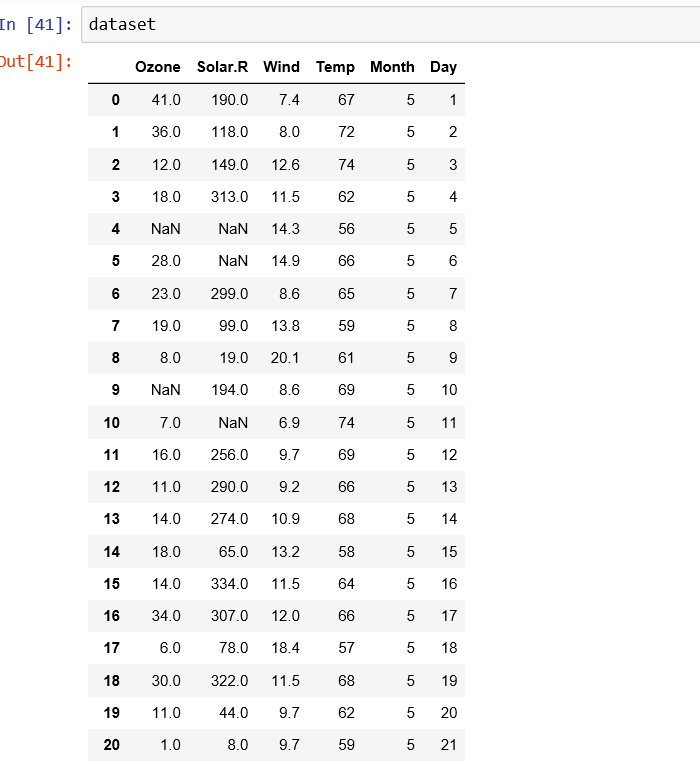 In [41]: dataset
Out[41]:
Ozone Solar.R Wind Temp Month Day
0 41.0 190.0 7.4 67 5 1
1 36.0 118.0 8.0 72 5 2
2 12.0 149.0 12.6 74 5 3
3 18.0 313.0 11.5 62 5 4
4 NaN NaN 14.3 56 5 5
5 28.0 NaN 14.9 66 5 6
6 23.0 299.0 8.6 65 5 7
7 19.0 99.0 13.8 59 5 8
8 8.0 19.0 20.1 61 5 9
9 NaN 194.0 8.6 69 5 10
10 7.0 NaN 6.9 74 5 11
11 16.0 256.0 9.7 69 5 12
12 11.0 290.0 9.2 66 5 13
13 14.0 274.0 10.9 68 5 14
14 18.0 65.0 13.2 58 5 15
15 14.0 334.0 11.5 64 5 16
16 34.0 307.0 12.0 66 5 17
17 6.0 78.0 18.4 57 5 18
18 30.0 322.0 11.5 68 5 19
19 11.0 44.0 9.7 62 5 20
20 1.0 8.0 9.7 59 5 21